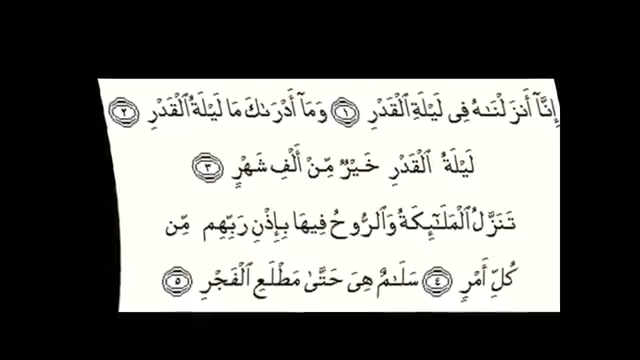 إِنَّآ أَنزَلْنَٰهُ فِى لَيْلَةِ ٱلْقَدْرِ ١ وَمَآ أَدْرَىٰكَ مَا لَيْلَةُ ٱلْقَدْرِ ٢
لَيْلَةُ ٱلْقَدْرِ خَيْرٌ مِّنْ أَلْفِ شَهْرٍ ٣
تَنَزَّلُ ٱلْمَلَٰٓئِكَةُ وَٱلرُّوحُ فِيهَا بِإِذْنِ رَبِّهِم مِّن
كُلِّ أَمْرٍ ٤ سَلَٰمٌ هِىَ حَتَّىٰ مَطْلَعِ ٱلْفَجْرِ ٥